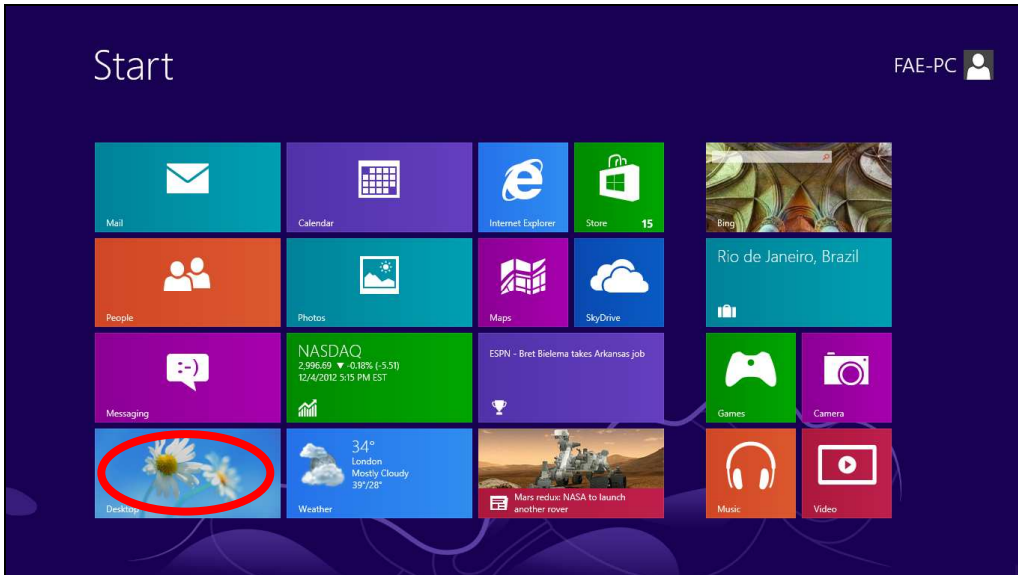 Start
FAE-PC
Mail
Calendar
Internet Explorer
Store 15
Bing
People
Photos
Maps
SkyDrive
Rio de Janeiro, Brazil
Messaging
NASDAQ
2,996.69 ▼ -0.18% (-5.51)
12/4/2012 5:15 PM EST
ESPN - Bret Bielema takes Arkansas job
Games
Camera
Desktop
34°
London
Mostly Cloudy
39°/28°
Weather
Mars redux: NASA to launch
another rover
Music
Video